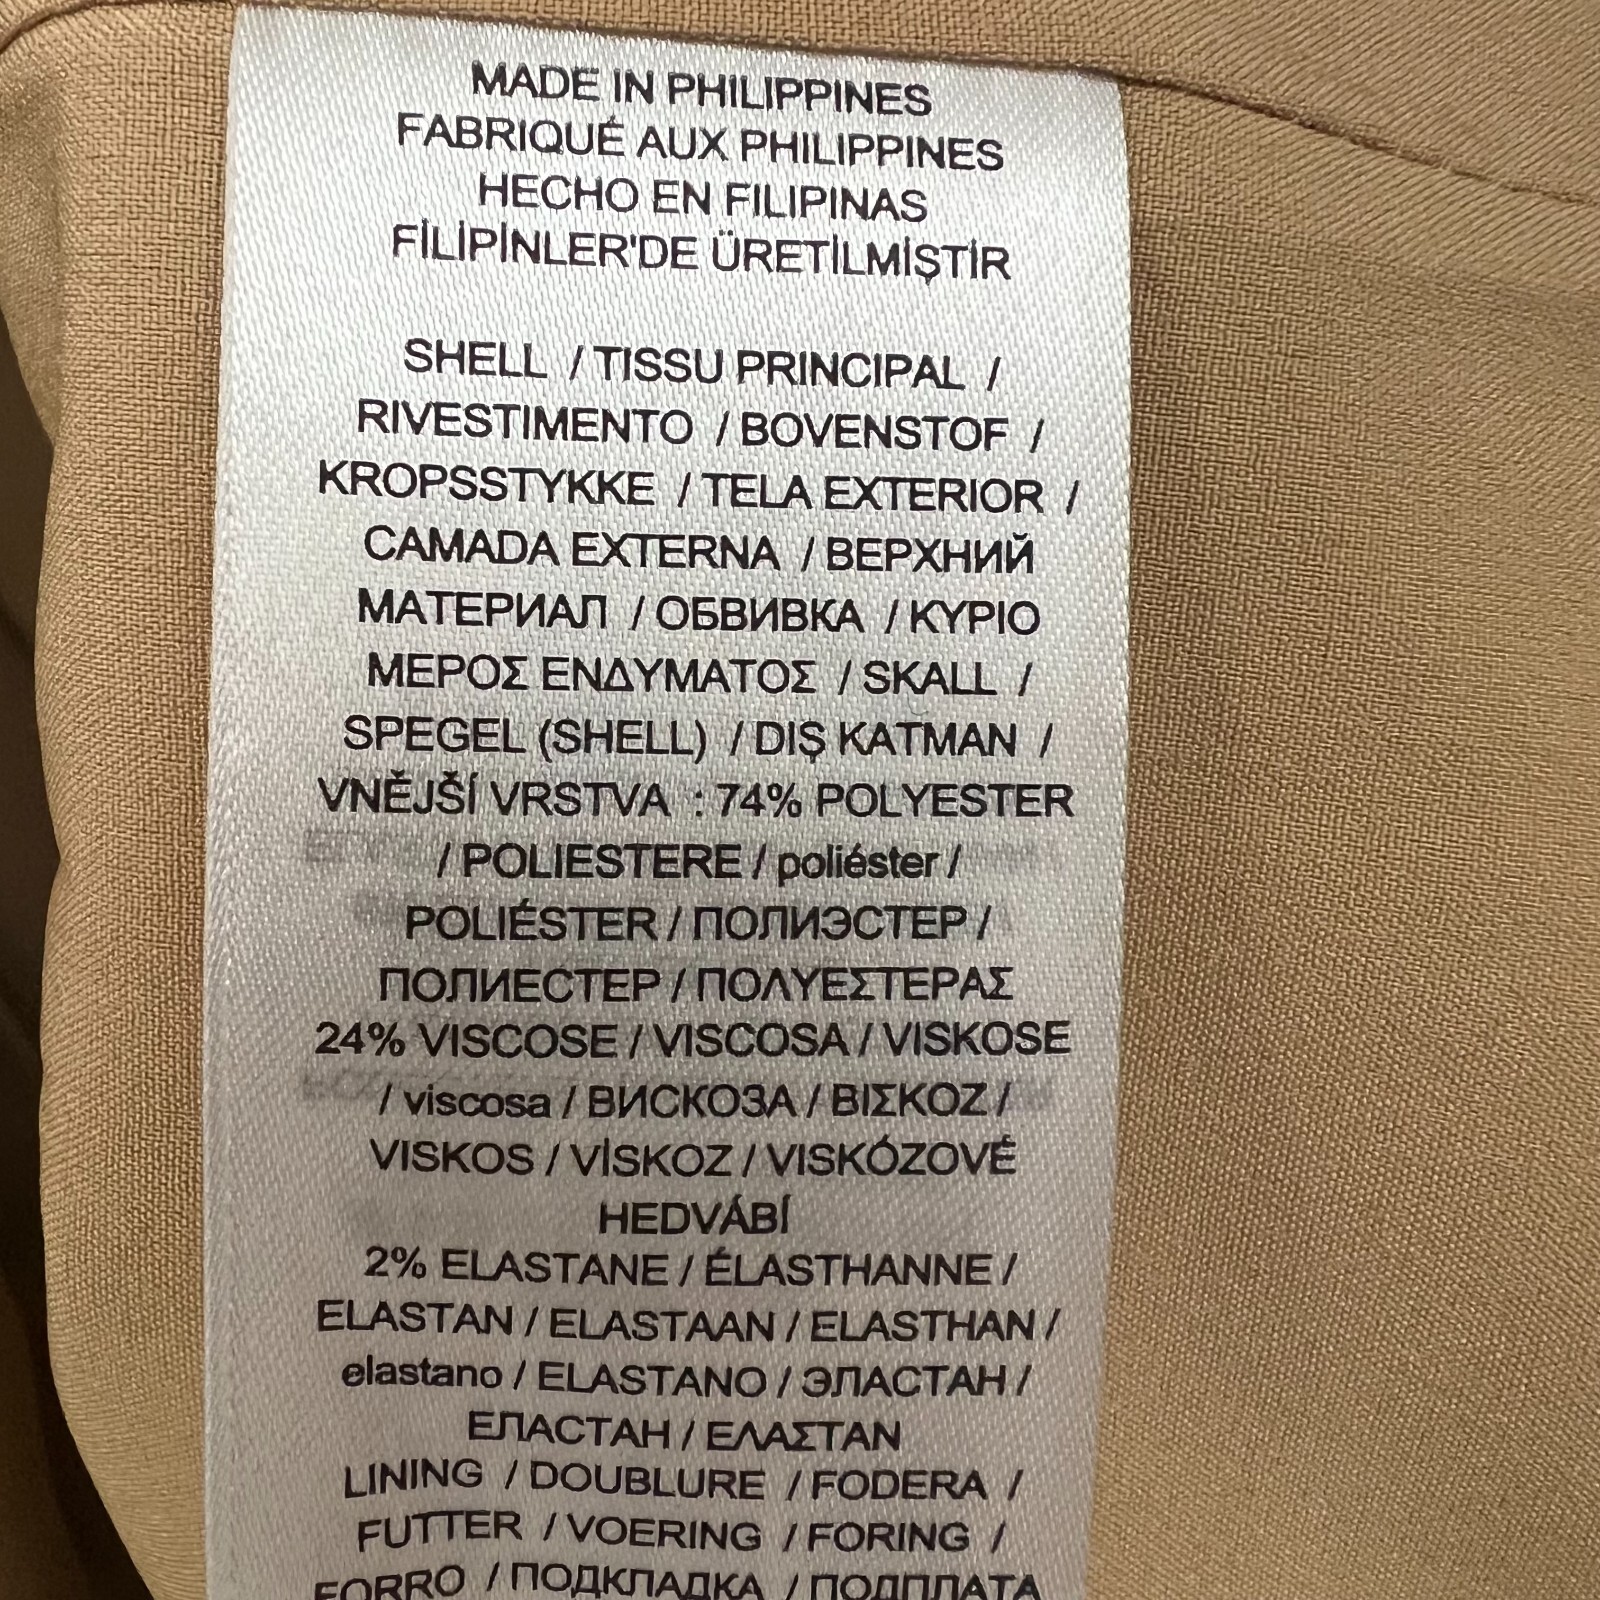 MADE IN PHILIPPINES
FABRIQUÉ AUX PHILIPPINES
HECHO EN FILIPINAS
FİLİPİNLER'DE ÜRETİLMİŞTİR
SHELL / TISSU PRINCIPAL /
RIVESTIMENTO / BOVENSTOF /
KROPSSTYKKE / TELA EXTERIOR /
CAMADA EXTERNA / ВЕРХНИЙ
МАТЕРИАЛ / ОБВИВКА / ΚΥΡΙΟ
ΜΕΡΟΣ ΕΝΔΥΜΑΤΟΣ / SKALL /
SPEGEL (SHELL) / DIŞ KATMAN /
VNĚJŠÍ VRSTVA : 74% POLYESTER
/ POLIESTERE / poliéster /
POLIÉSTER / ПОЛИЭСТЕР /
ПОЛИЕСТЕР / ΠΟΛΥΕΣΤΕΡΑΣ
24% VISCOSE / VISCOSA / VISKOSE
/ viscosa / ВИСКОЗА / ΒΙΣΚΟΖ /
VISKOS / VİSKOZ / VISKÓZOVÉ
HEDVÁBÍ
2% ELASTANE / ÉLASTHANNE /
ELASTAN / ELASTAAN / ELASTHAN /
elastano / ELASTANO / ЭЛАСТАН /
ЕЛАСТАН / ΕΛΑΣΤΑΝ
LINING / DOUBLURE / FODERA /
FUTTER / VOERING / FORING /
FORRO / ПОДКЛАДКА / ПОДПЛАТА